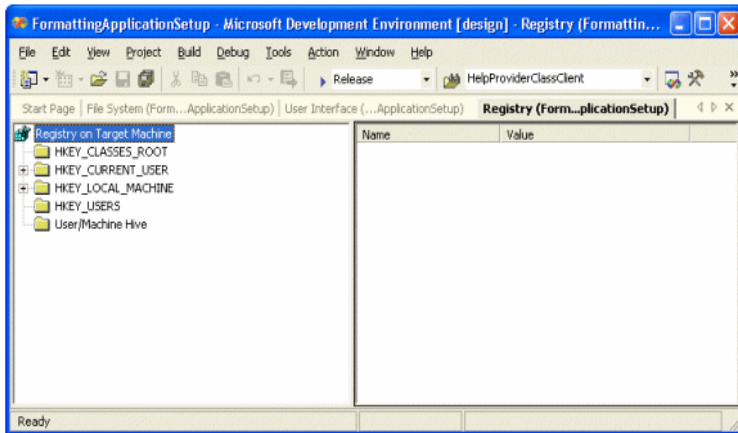 FormattingApplicationSetup - Microsoft Development Environment [design] - Registry (Formattin...
File Edit View Project Build Debug Tools Action Window Help
Release HelpProviderClassClient
Start Page File System (Form...ApplicationSetup) User Interface (...ApplicationSetup) Registry (Form...plicationSetup)
Registry on Target Machine Name Value
HKEY_CLASSES_ROOT
HKEY_CURRENT_USER
HKEY_LOCAL_MACHINE
HKEY_USERS
User/Machine Hive
Ready